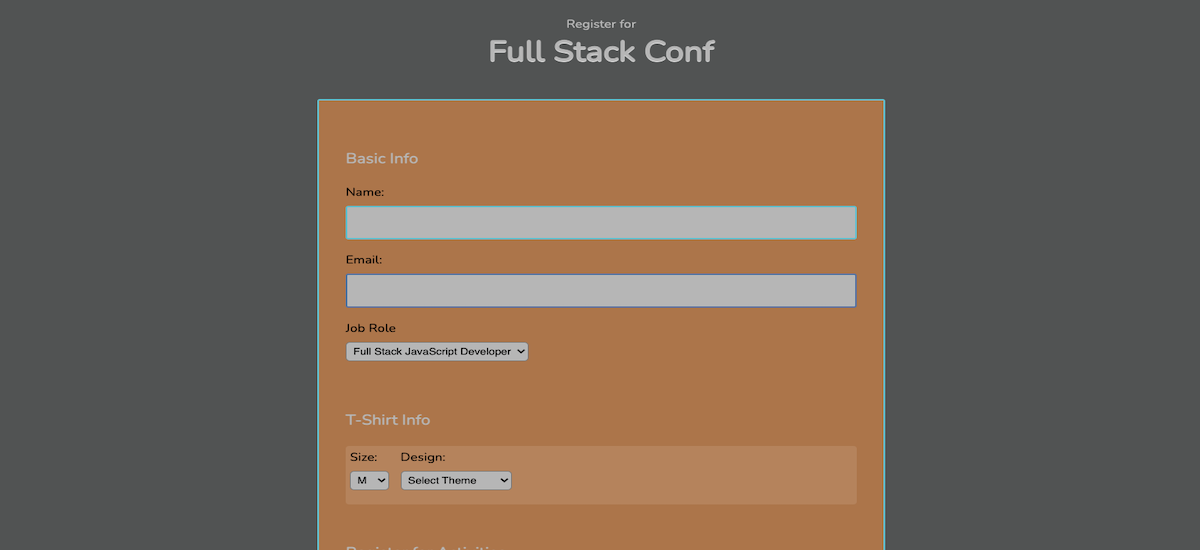 Register for
Full Stack Conf
Basic Info
Name:
Email:
Job Role
Full Stack JavaScript Developer
T-Shirt Info
Size: Design:
M Select Theme